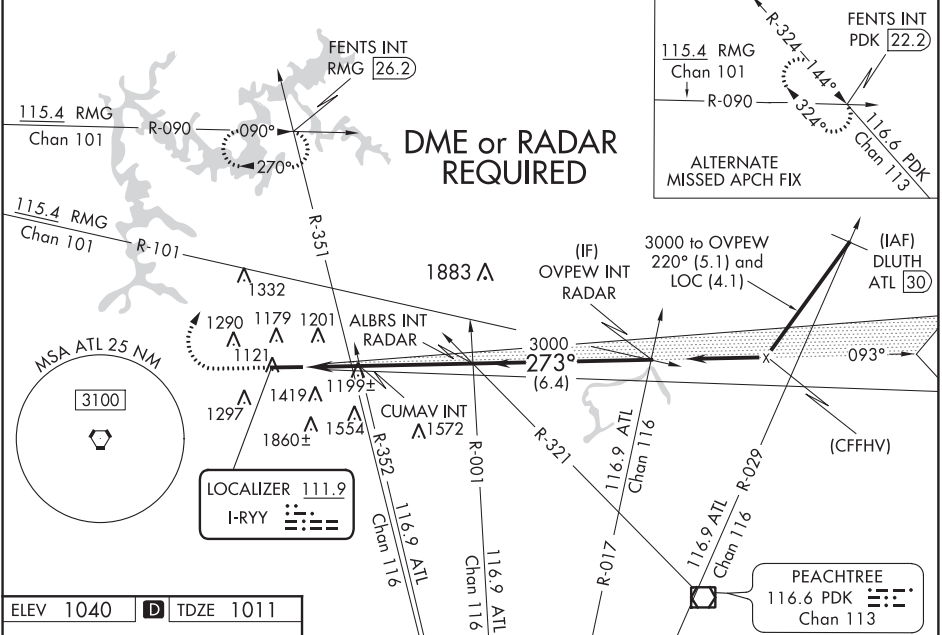 FENTS INT
RMG 26.2
115.4 RMG
Chan 101
R-090
090°
270°
DME or RADAR
REQUIRED
R-324
144°
324°
FENTS INT
PDK 22.2
115.4 RMG
Chan 101
R-090
116.6 PDK
Chan 113
ALTERNATE
MISSED APCH FIX
115.4 RMG
Chan 101
R-101
R-351
1883
1332
(IF)
OVPEW INT
RADAR
3000 to OVPEW
220° (5.1) and
LOC (4.1)
(IAF)
DLUTH
ATL 30
1290
1179
1201
ALBRS INT
RADAR
3000
273°
(6.4)
093°
1121
1199±
MSA ATL 25 NM
3100
1297
1419
1860±
1554
CUMAV INT
1572
(CFFHV)
R-352
116.9 ATL
Chan 116
R-001
116.9 ATL
Chan 116
R-321
116.9 ATL
Chan 116
R-017
R-029
116.9 ATL
Chan 116
LOCALIZER 111.9
I-RYY
PEACHTREE
116.6 PDK
Chan 113
ELEV 1040 D TDZE 1011